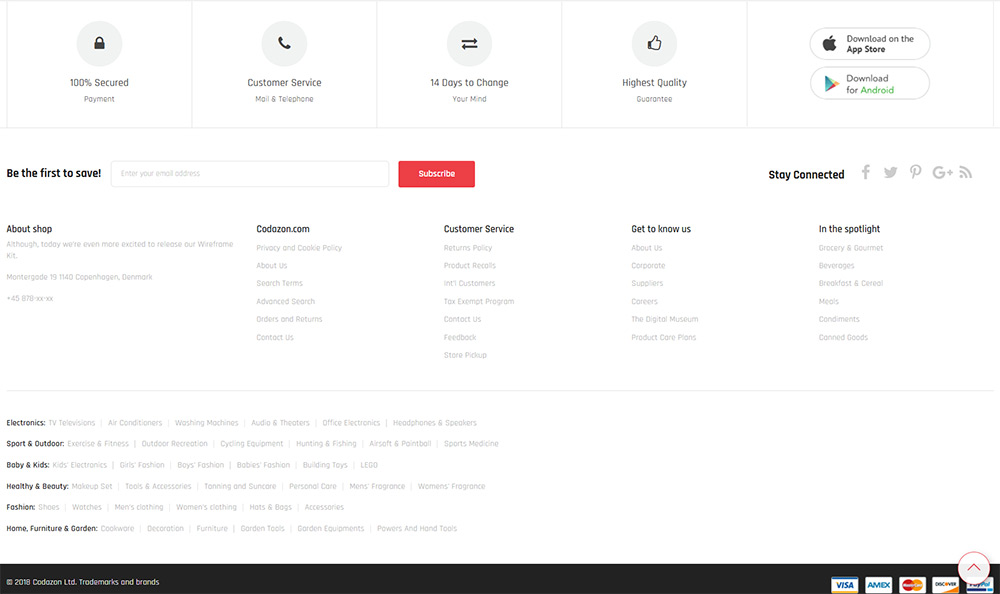 100% Secured
Payment
Customer Service
Mail & Telephone
14 Days to Change
Your Mind
Highest Quality
Guarantee
Download on the
App Store
Download
for Android
Be the first to save!
Enter your email address
Subscribe
Stay Connected
About shop
Although, today we're even more excited to release our Wireframe
Kit.
Montergade 19 1140 Copenhagen, Denmark
+45 878-xx-xx
Codazon.com
Privacy and Cookie Policy
About Us
Search Terms
Advanced Search
Orders and Returns
Contact Us
Customer Service
Returns Policy
Product Recalls
Int'l Customers
Tax Exempt Program
Contact Us
Feedback
Store Pickup
Get to know us
About Us
Corporate
Suppliers
Careers
The Digital Museum
Product Care Plans
In the spotlight
Grocery & Gourmet
Beverages
Breakfast & Cereal
Meals
Condiments
Canned Goods
Electronics: TV Televisions | Air Conditioners | Washing Machines | Audio & Theaters | Office Electronics | Headphones & Speakers
Sport & Outdoor: Exercise & Fitness | Outdoor Recreation | Cycling Equipment | Hunting & Fishing | Airsoft & Paintball | Sports Medicine
Baby & Kids: Kids' Electronics | Girls' Fashion | Boys' Fashion | Babies' Fashion | Building Toys | LEGO
Healthy & Beauty: Makeup Set | Tools & Accessories | Tanning and Suncare | Personal Care | Mens' Fragrance | Womens' Fragrance
Fashion: Shoes | Watches | Men's clothing | Women's clothing | Hats & Bags | Accessories
Home, Furniture & Garden: Cookware | Decoration | Furniture | Garden Tools | Garden Equipments | Powers And Hand Tools
© 2018 Codazon Ltd. Trademarks and brands
VISA AMEX MasterCard DISCOVER PayPal